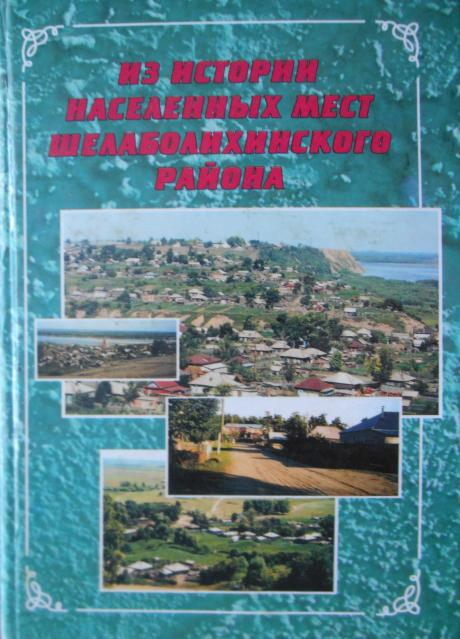 ИЗ ИСТОРИИ
НАСЕЛЕННЫХ МЕСТ
ШЕЛАБОЛИХИНСКОГО
РАЙОНА